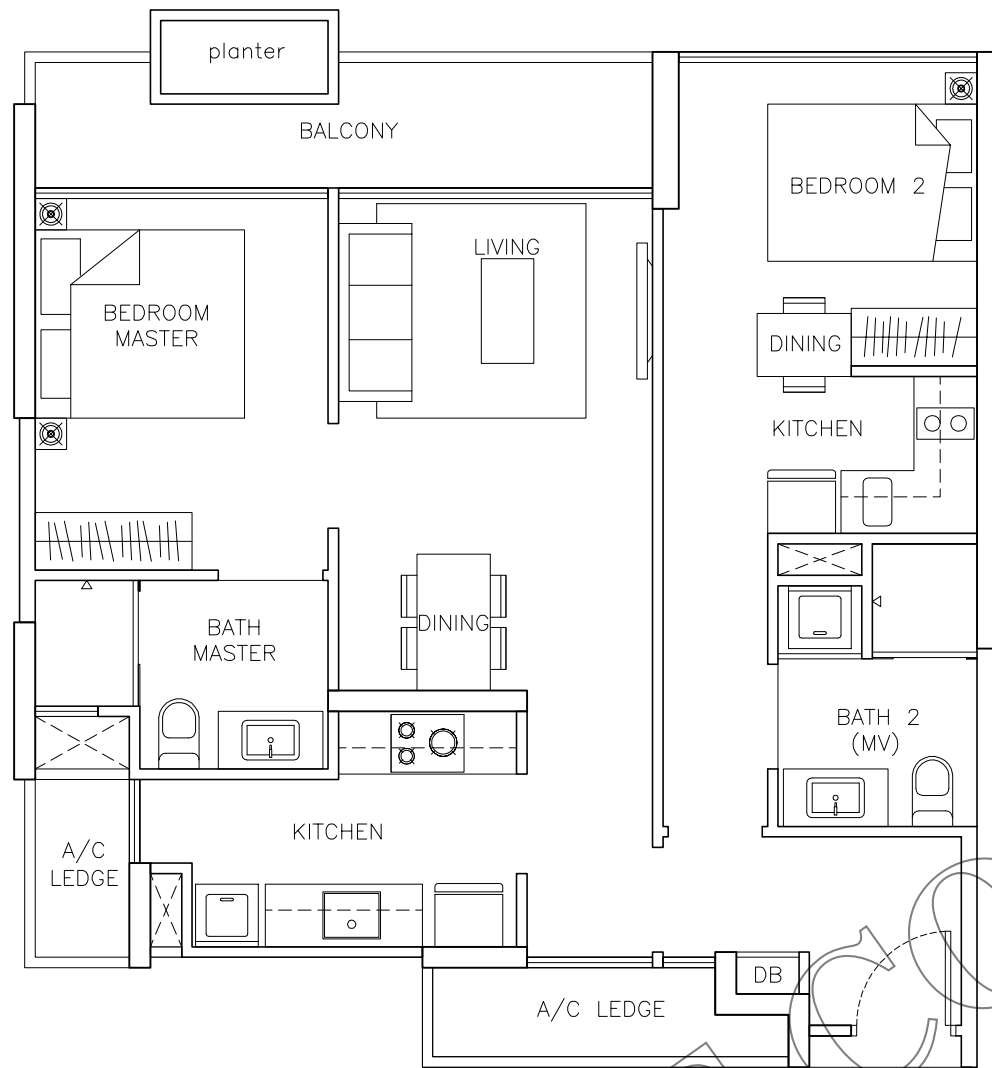 planter
BALCONY
BEDROOM 2
LIVING
BEDROOM
MASTER
DINING
KITCHEN
DINING
BATH
MASTER
BATH 2
(MV)
KITCHEN
A/C
LEDGE
DB
A/C LEDGE